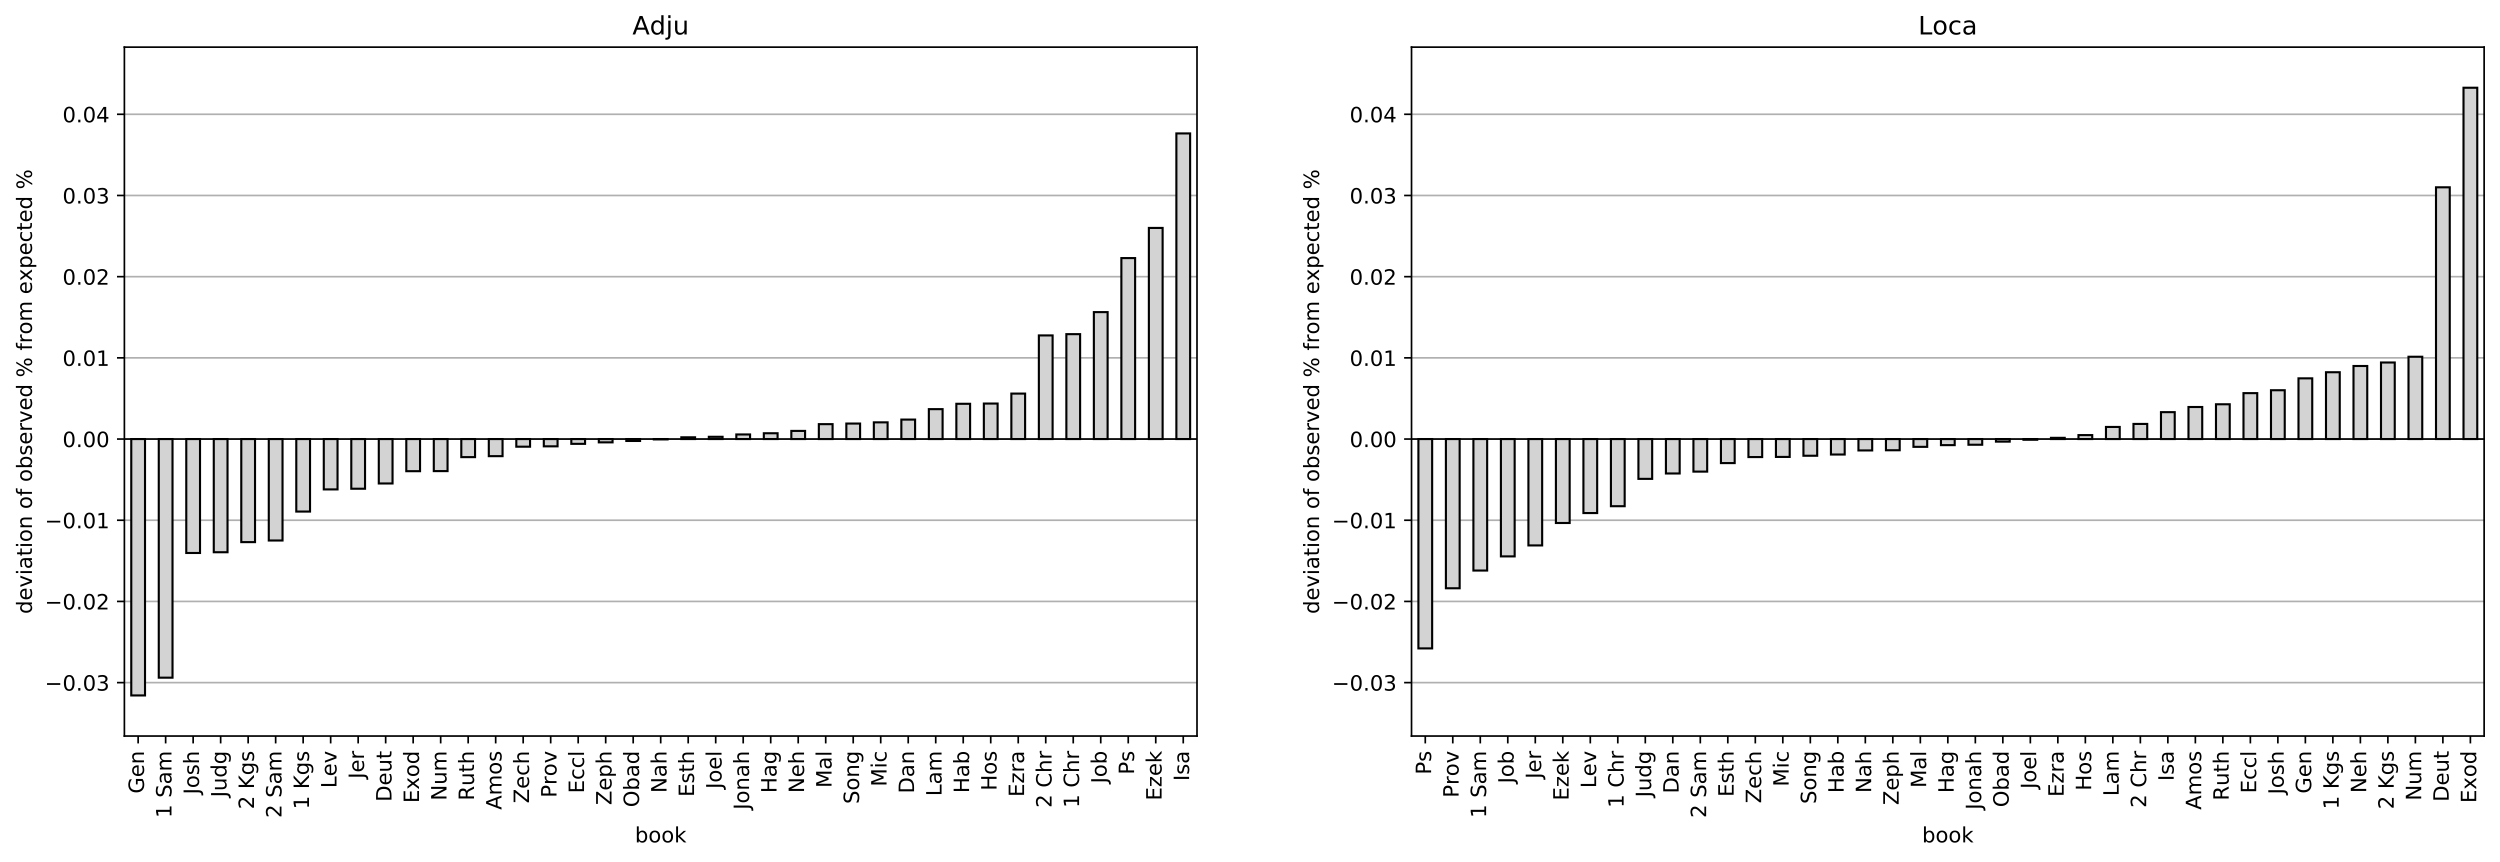 Adju
deviation of observed % from expected %
0.04
0.03
0.02
0.01
0.00
−0.01
−0.02
−0.03
Gen 1 Sam Josh Judg 2 Kgs 2 Sam 1 Kgs Lev Jer Deut Exod Num Ruth Amos Zech Prov Eccl Zeph Obad Nah Esth Joel Jonah Hag Neh Mal Song Mic Dan Lam Hab Hos Ezra 2 Chr 1 Chr Job Ps Ezek Isa
book
Loca
deviation of observed % from expected %
0.04
0.03
0.02
0.01
0.00
−0.01
−0.02
−0.03
Ps Prov 1 Sam Job Jer Ezek Lev 1 Chr Judg Dan 2 Sam Esth Zech Mic Song Hab Nah Zeph Mal Hag Jonah Obad Joel Ezra Hos Lam 2 Chr Isa Amos Ruth Eccl Josh Gen 1 Kgs Neh 2 Kgs Num Deut Exod
book